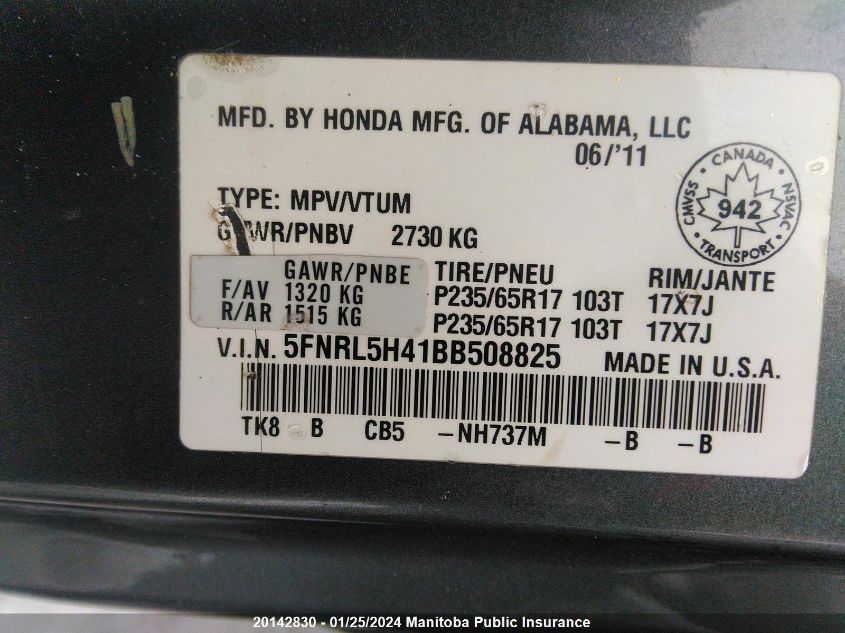 MFD. BY HONDA MFG. OF ALABAMA, LLC
06/'11
CANADA
CMVSS 942 NSVAC
TRANSPORT
TYPE: MPV/VTUM
GVWR/PNBV 2730 KG
GAWR/PNBE TIRE/PNEU RIM/JANTE
F/AV 1320 KG P235/65R17 103T 17X7J
R/AR 1515 KG P235/65R17 103T 17X7J
V.I.N. 5FNRL5H41BB508825 MADE IN U.S.A.
TK8 B CB5 -NH737M -B -B
20142830 - 01/25/2024 Manitoba Public Insurance